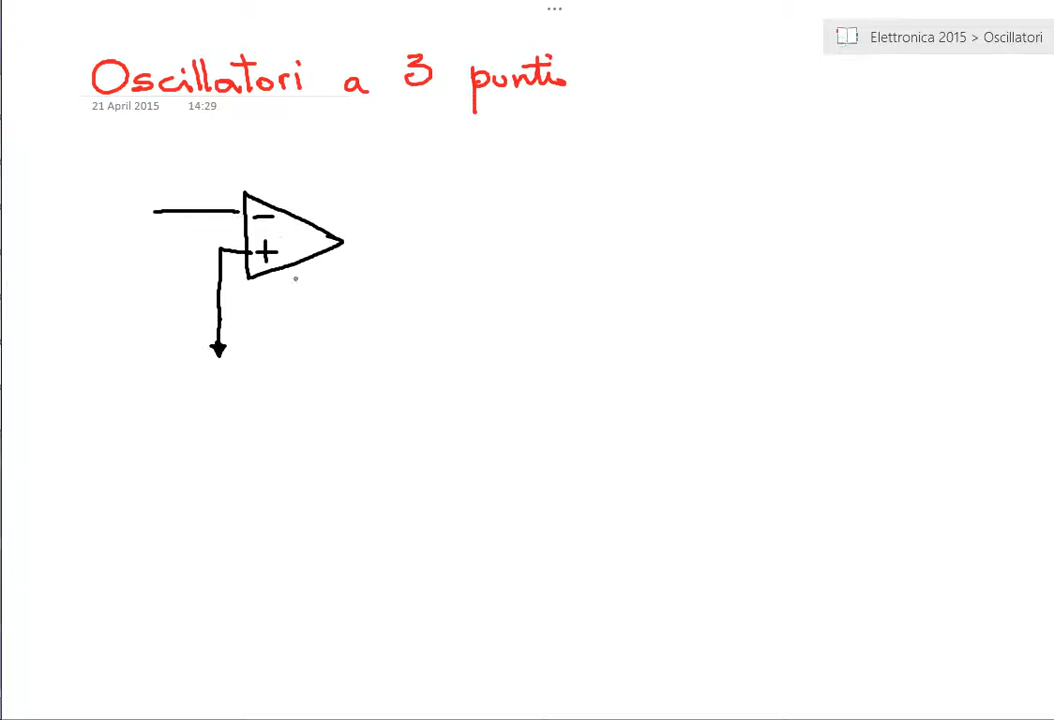 Elettronica 2015 > Oscillatori
Oscillatori a 3 punti
21 April 2015 14:29
−
+